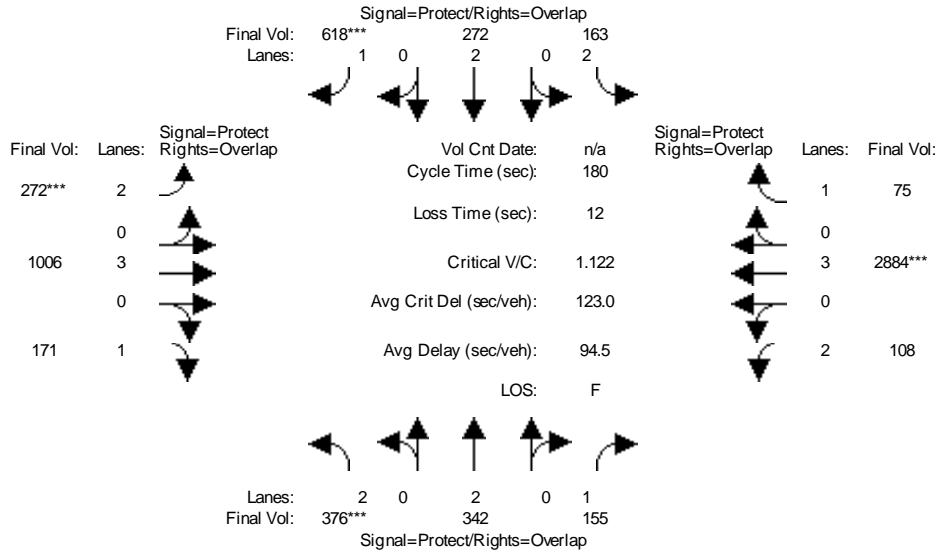 Signal=Protect/Rights=Overlap
Final Vol: 618*** 272 163
Lanes: 1 0 2 0 2
Signal=Protect
Final Vol: Lanes: Rights=Overlap
Vol Cnt Date: n/a
Signal=Protect
Rights=Overlap Lanes: Final Vol:
Cycle Time (sec): 180
272*** 2
1 75
Loss Time (sec): 12
0
0
1006 3
Critical V/C: 1.122
3 2884***
0
Avg Crit Del (sec/veh): 123.0
0
171 1
Avg Delay (sec/veh): 94.5
2 108
LOS: F
Lanes: 2 0 2 0 1
Final Vol: 376*** 342 155
Signal=Protect/Rights=Overlap